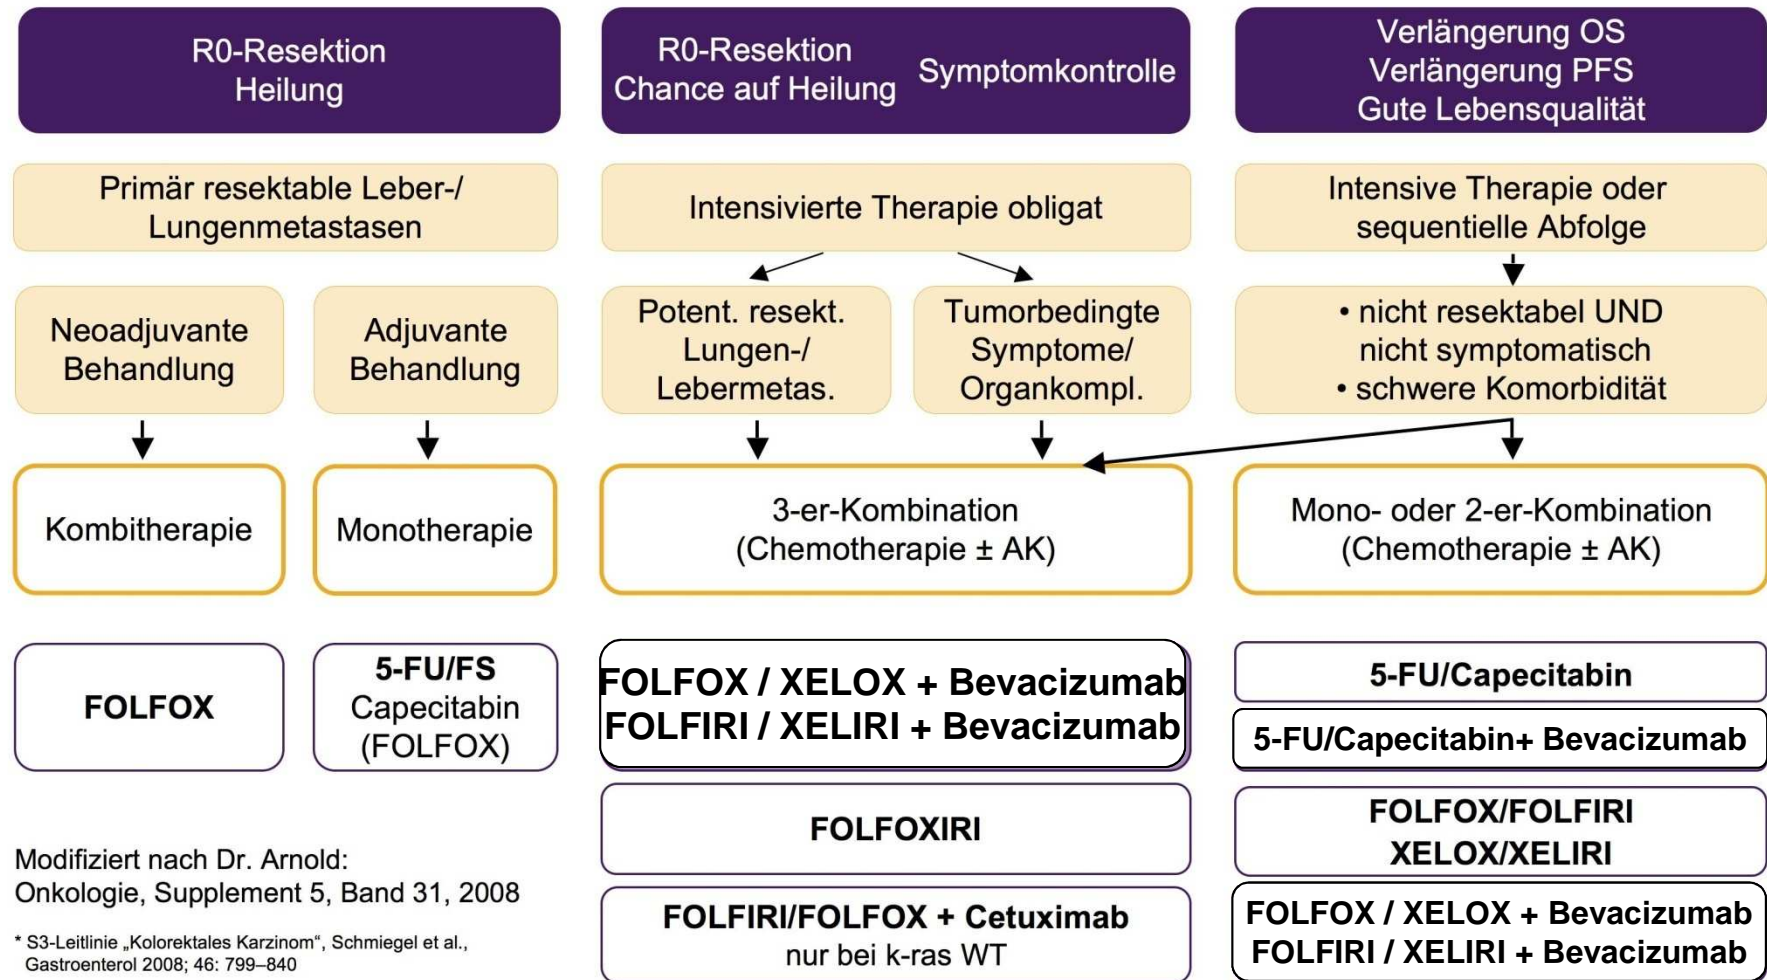 R0-Resektion
Heilung
R0-Resektion
Chance auf Heilung
Symptomkontrolle
Verlängerung OS
Verlängerung PFS
Gute Lebensqualität
Primär resektable Leber-/
Lungenmetastasen
Intensivierte Therapie obligat
Intensive Therapie oder
sequentielle Abfolge
Neoadjuvante
Behandlung
Adjuvante
Behandlung
Potent. resekt.
Lungen-/
Lebermetas.
Tumorbedingte
Symptome/
Organkompl.
• nicht resektabel UND
nicht symptomatisch
• schwere Komorbidität
Kombitherapie
Monotherapie
3-er-Kombination
(Chemotherapie ± AK)
Mono- oder 2-er-Kombination
(Chemotherapie ± AK)
FOLFOX
5-FU/FS
Capecitabin
(FOLFOX)
FOLFOX / XELOX + Bevacizumab
FOLFIRI / XELIRI + Bevacizumab
5-FU/Capecitabin
5-FU/Capecitabin+ Bevacizumab
FOLFOXIRI
FOLFOX/FOLFIRI
XELOX/XELIRI
FOLFIRI/FOLFOX + Cetuximab
nur bei k-ras WT
FOLFOX / XELOX + Bevacizumab
FOLFIRI / XELIRI + Bevacizumab
Modifiziert nach Dr. Arnold:
Onkologie, Supplement 5, Band 31, 2008
* S3-Leitlinie „Kolorektales Karzinom“, Schmiegel et al.,
Gastroenterol 2008; 46: 799–840